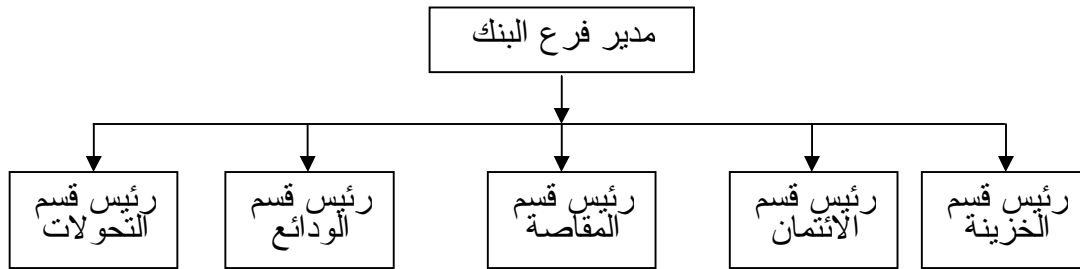 مدير فرع البنك
رئيس قسم
الخزينة
رئيس قسم
الائتمان
رئيس قسم
المقاصة
رئيس قسم
الودائع
رئيس قسم
التحولات